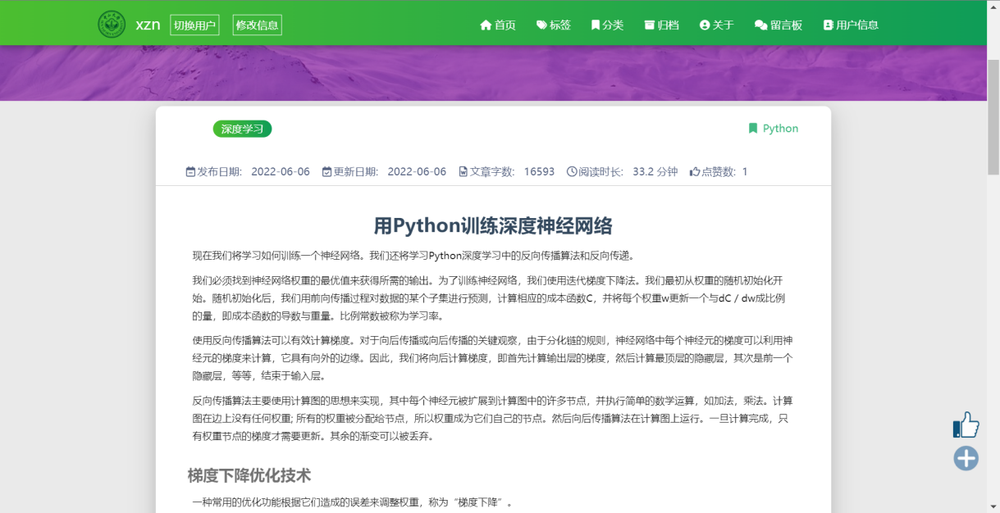 xzn 切换用户 修改信息 首页 标签 分类 归档 关于 留言板 用户信息
深度学习 Python
发布日期: 2022-06-06 更新日期: 2022-06-06 文章字数: 16593 阅读时长: 33.2 分钟 点赞数: 1
用Python训练深度神经网络
现在我们将学习如何训练一个神经网络。我们还将学习Python深度学习中的反向传播算法和反向传递。
我们必须找到神经网络权重的最优值来获得所需的输出。为了训练神经网络，我们使用迭代梯度下降法。我们最初从权重的随机初始化开
始。随机初始化后，我们用前向传播过程对数据的某个子集进行预测，计算相应的成本函数C，并将每个权重w更新一个与dC / dw成比例
的量，即成本函数的导数与重量。比例常数被称为学习率。
使用反向传播算法可以有效计算梯度。对于向后传播或向后传播的关键观察，由于分化链的规则，神经网络中每个神经元的梯度可以利用神
经元的梯度来计算，它具有向外的边缘。因此，我们将向后计算梯度，即首先计算输出层的梯度，然后计算最顶层的隐藏层，其次是前一个
隐藏层，等等，结束于输入层。
反向传播算法主要使用计算图的思想来实现，其中每个神经元被扩展到计算图中的许多节点，并执行简单的数学运算，如加法，乘法。计算
图在边上没有任何权重; 所有的权重被分配给节点，所以权重成为它们自己的节点。然后向后传播算法在计算图上运行。一旦计算完成，只
有权重节点的梯度才需要更新。其余的渐变可以被丢弃。
梯度下降优化技术
一种常用的优化功能根据它们造成的误差来调整权重，称为“梯度下降”。